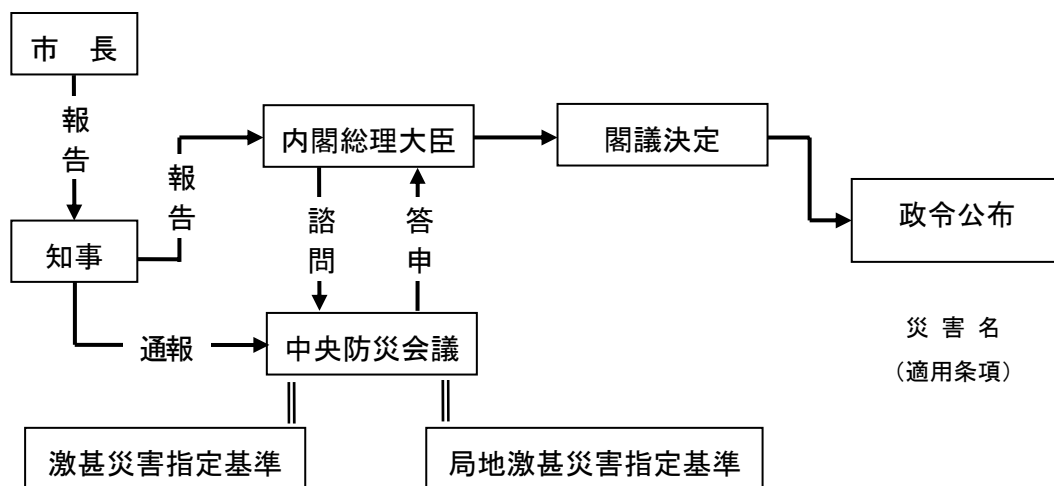 市　長
報告
内閣総理大臣
閣議決定
報告
諮問
答申
政令公布
知事
通報
中央防災会議
災 害 名
（適用条項）
激甚災害指定基準
局地激甚災害指定基準